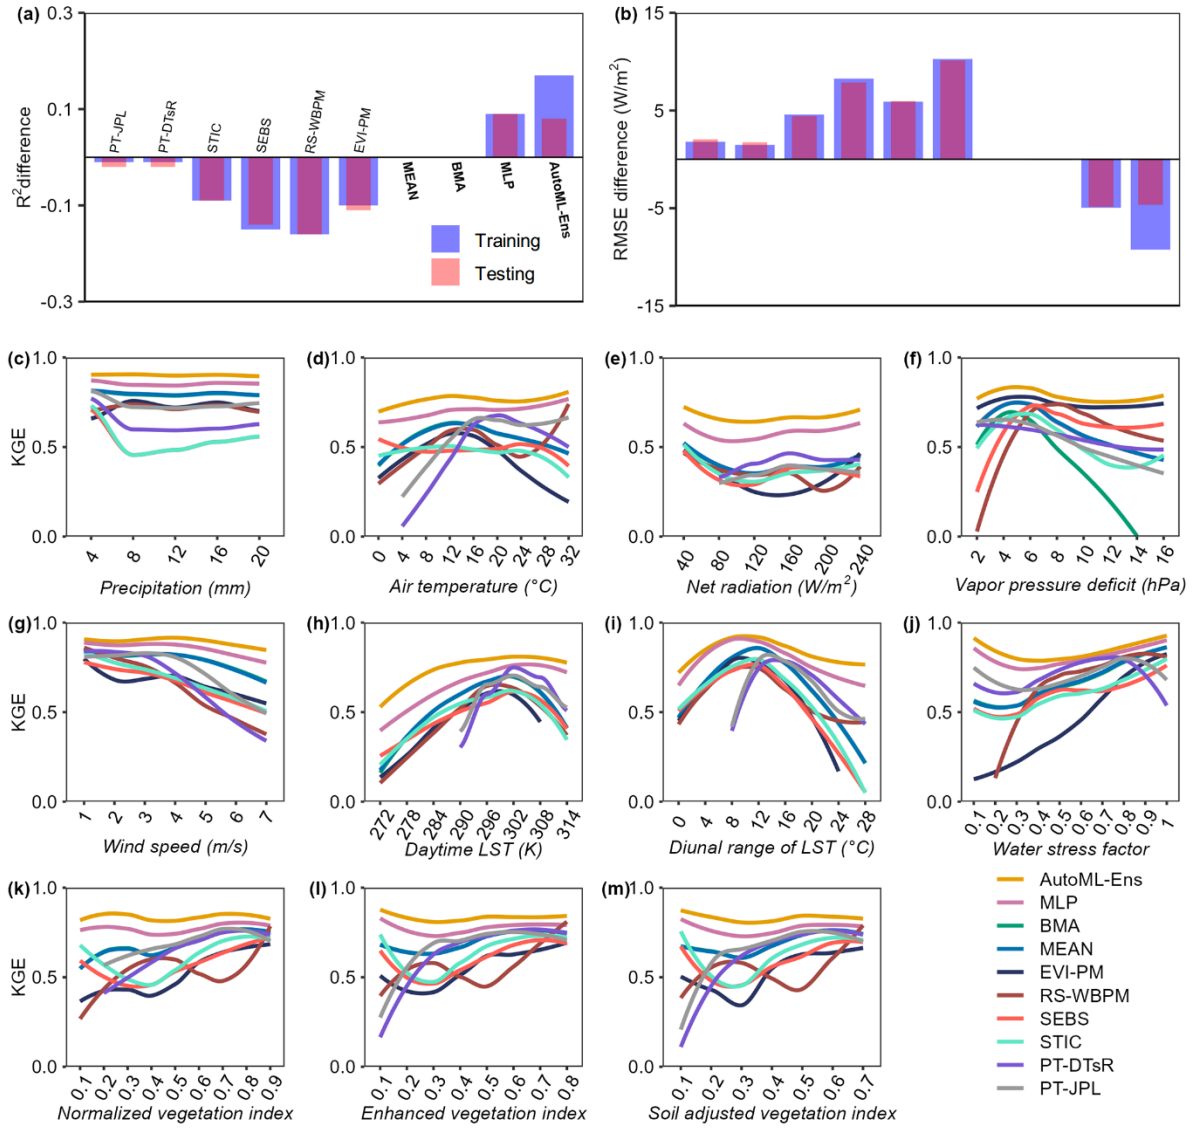 (a)
0.3
0.1
-0.1
-0.3
R²difference
PT-JPL
PT-DTsR
STIC
SEBS
RS-WBPM
EVI-PM
MEAN
BMA
MLP
AutoML-Ens
Training
Testing
(b)
15
5
-5
-15
RMSE difference (W/m²)
(c)
1.0
0.5
0.0
KGE
4 8 12 16 20
Precipitation (mm)
(d)
1.0
0.5
0.0
0 4 8 12 16 20 24 28 32
Air temperature (°C)
(e)
1.0
0.5
0.0
40 80 120 160 200 240
Net radiation (W/m²)
(f)
1.0
0.5
0.0
2 4 6 8 10 12 14 16
Vapor pressure deficit (hPa)
(g)
1.0
0.5
0.0
KGE
1 2 3 4 5 6 7
Wind speed (m/s)
(h)
1.0
0.5
0.0
272 278 284 290 296 302 308 314
Daytime LST (K)
(i)
1.0
0.5
0.0
0 4 8 12 16 20 24 28
Diunal range of LST (°C)
(j)
1.0
0.5
0.0
0.1 0.2 0.3 0.4 0.5 0.6 0.7 0.8 0.9 1
Water stress factor
(k)
1.0
0.5
0.0
KGE
0.1 0.2 0.3 0.4 0.5 0.6 0.7 0.8 0.9
Normalized vegetation index
(l)
1.0
0.5
0.0
0.1 0.2 0.3 0.4 0.5 0.6 0.7 0.8
Enhanced vegetation index
(m)
1.0
0.5
0.0
0.1 0.2 0.3 0.4 0.5 0.6 0.7
Soil adjusted vegetation index
AutoML-Ens
MLP
BMA
MEAN
EVI-PM
RS-WBPM
SEBS
STIC
PT-DTsR
PT-JPL